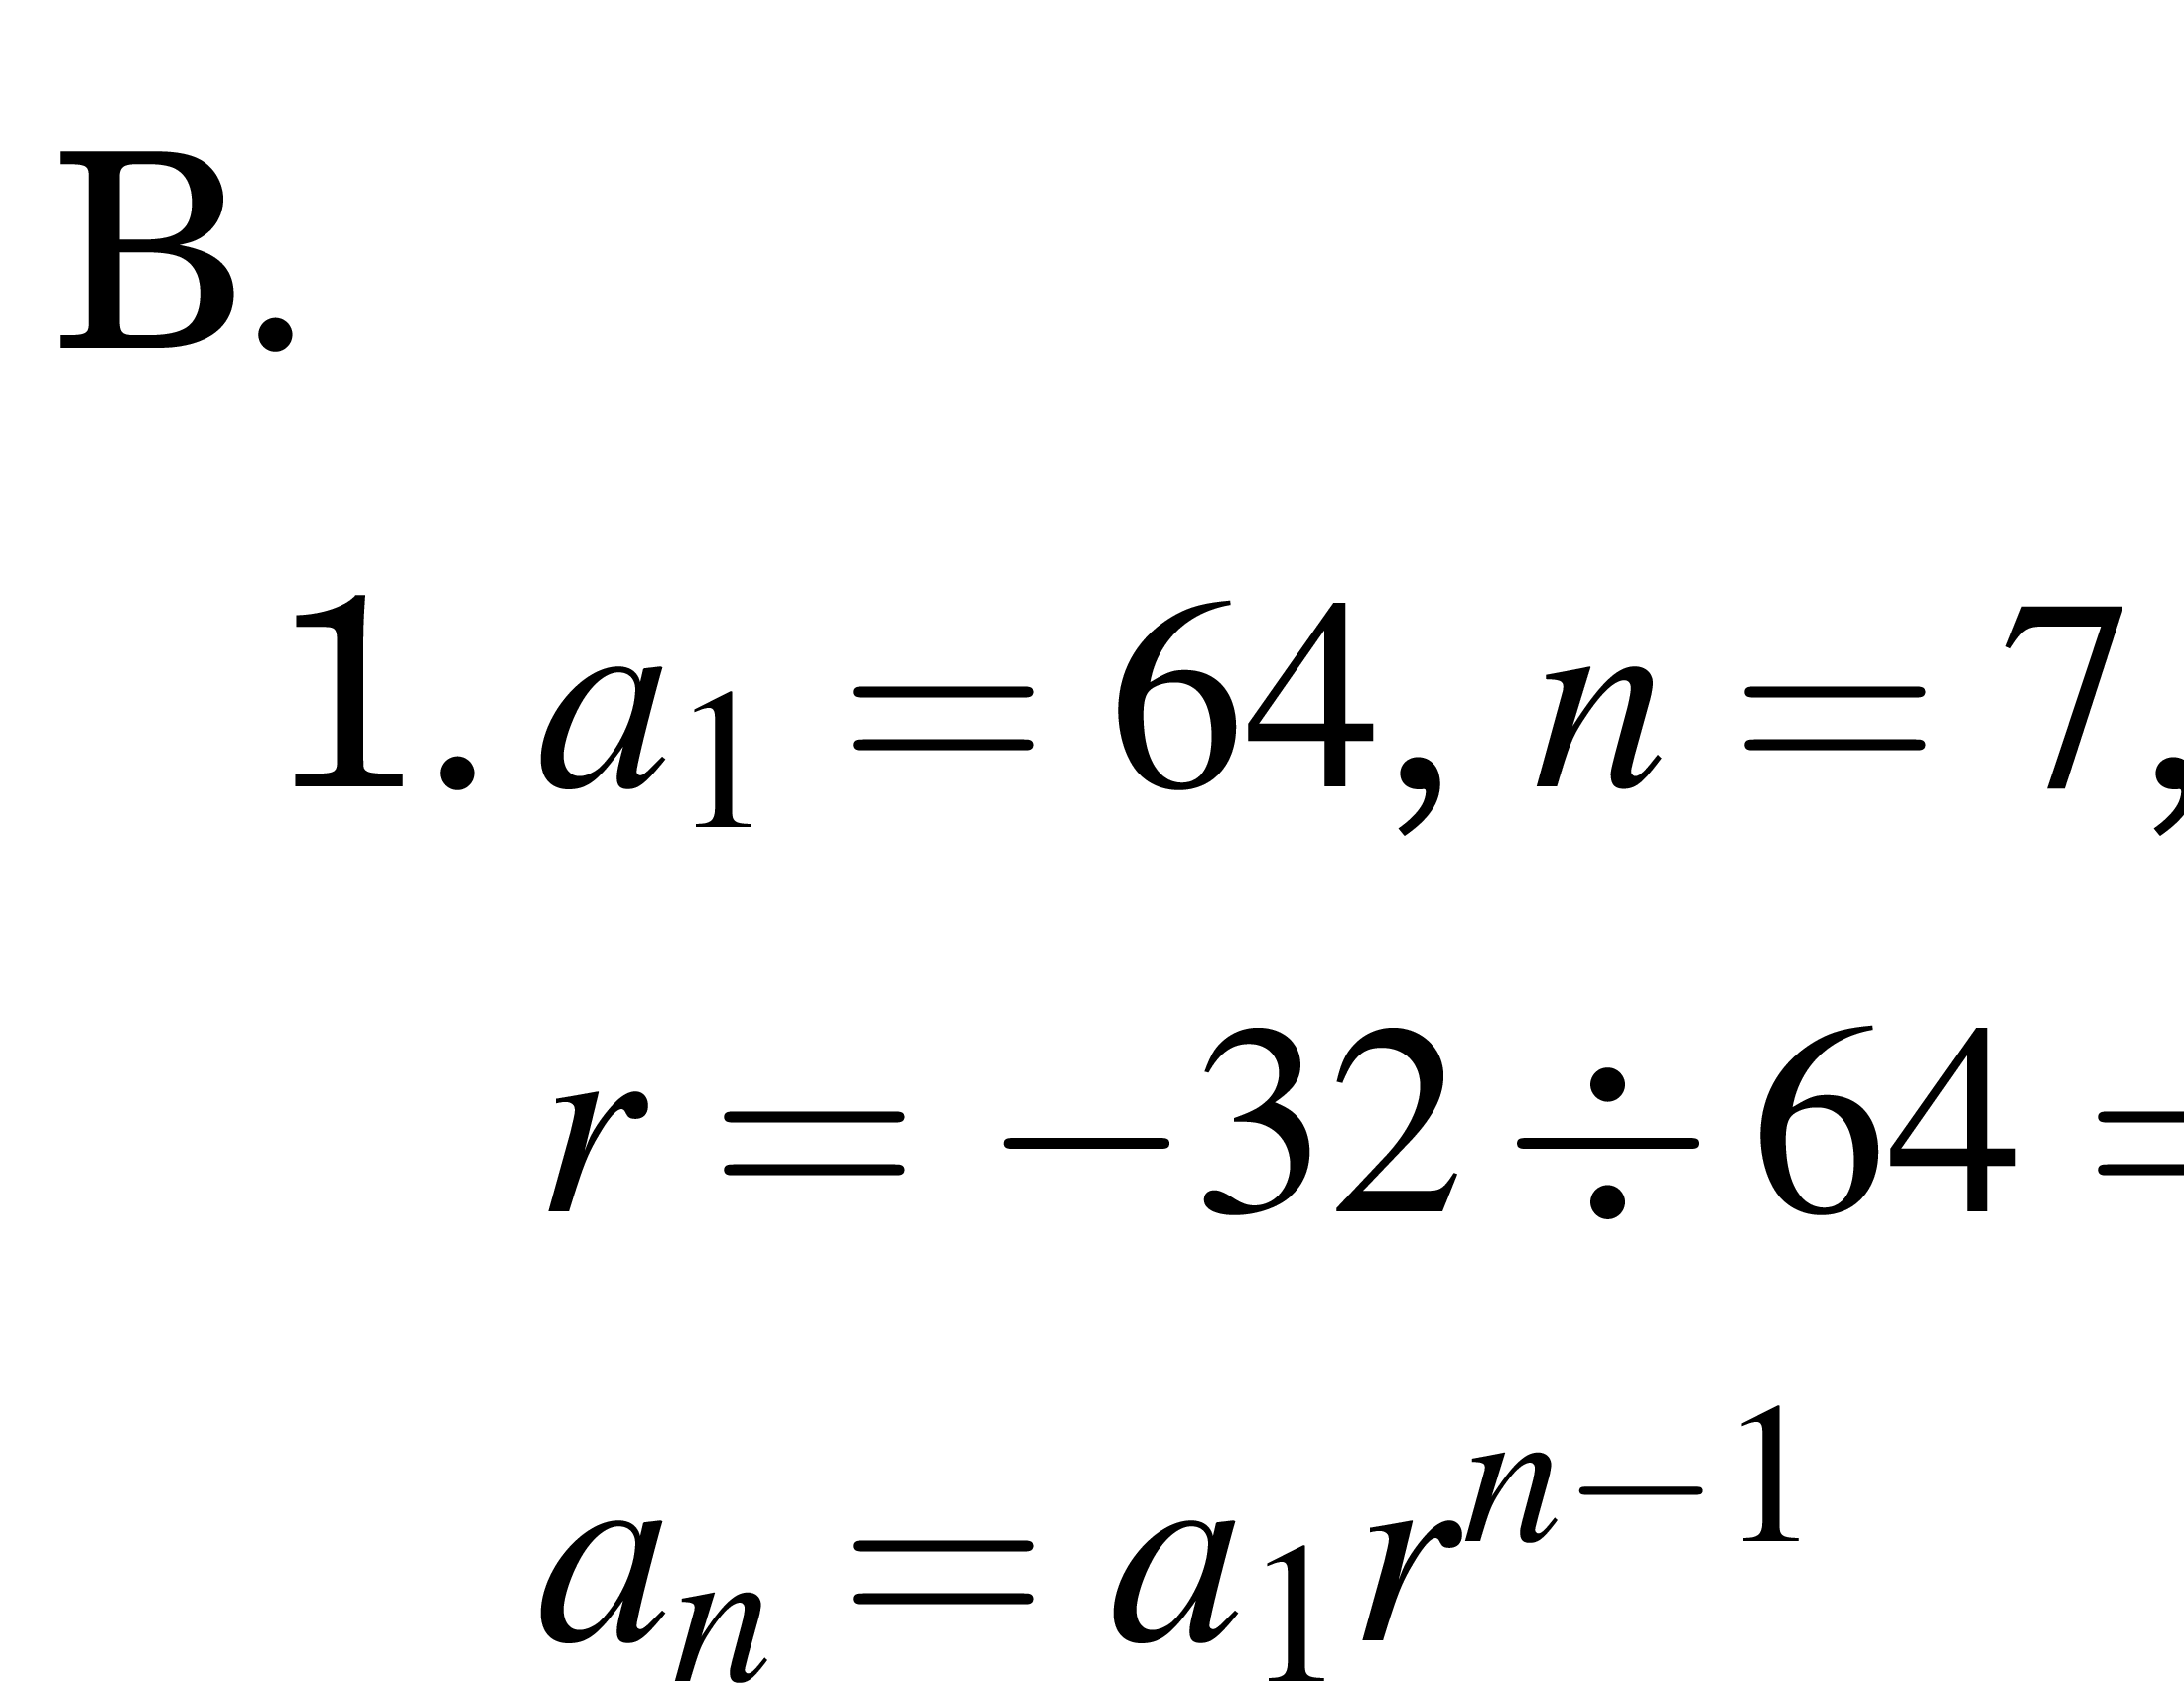 B.
1. a₁ = 64, n = 7,
r = −32 ÷ 64 =
aₙ = a₁rⁿ⁻¹